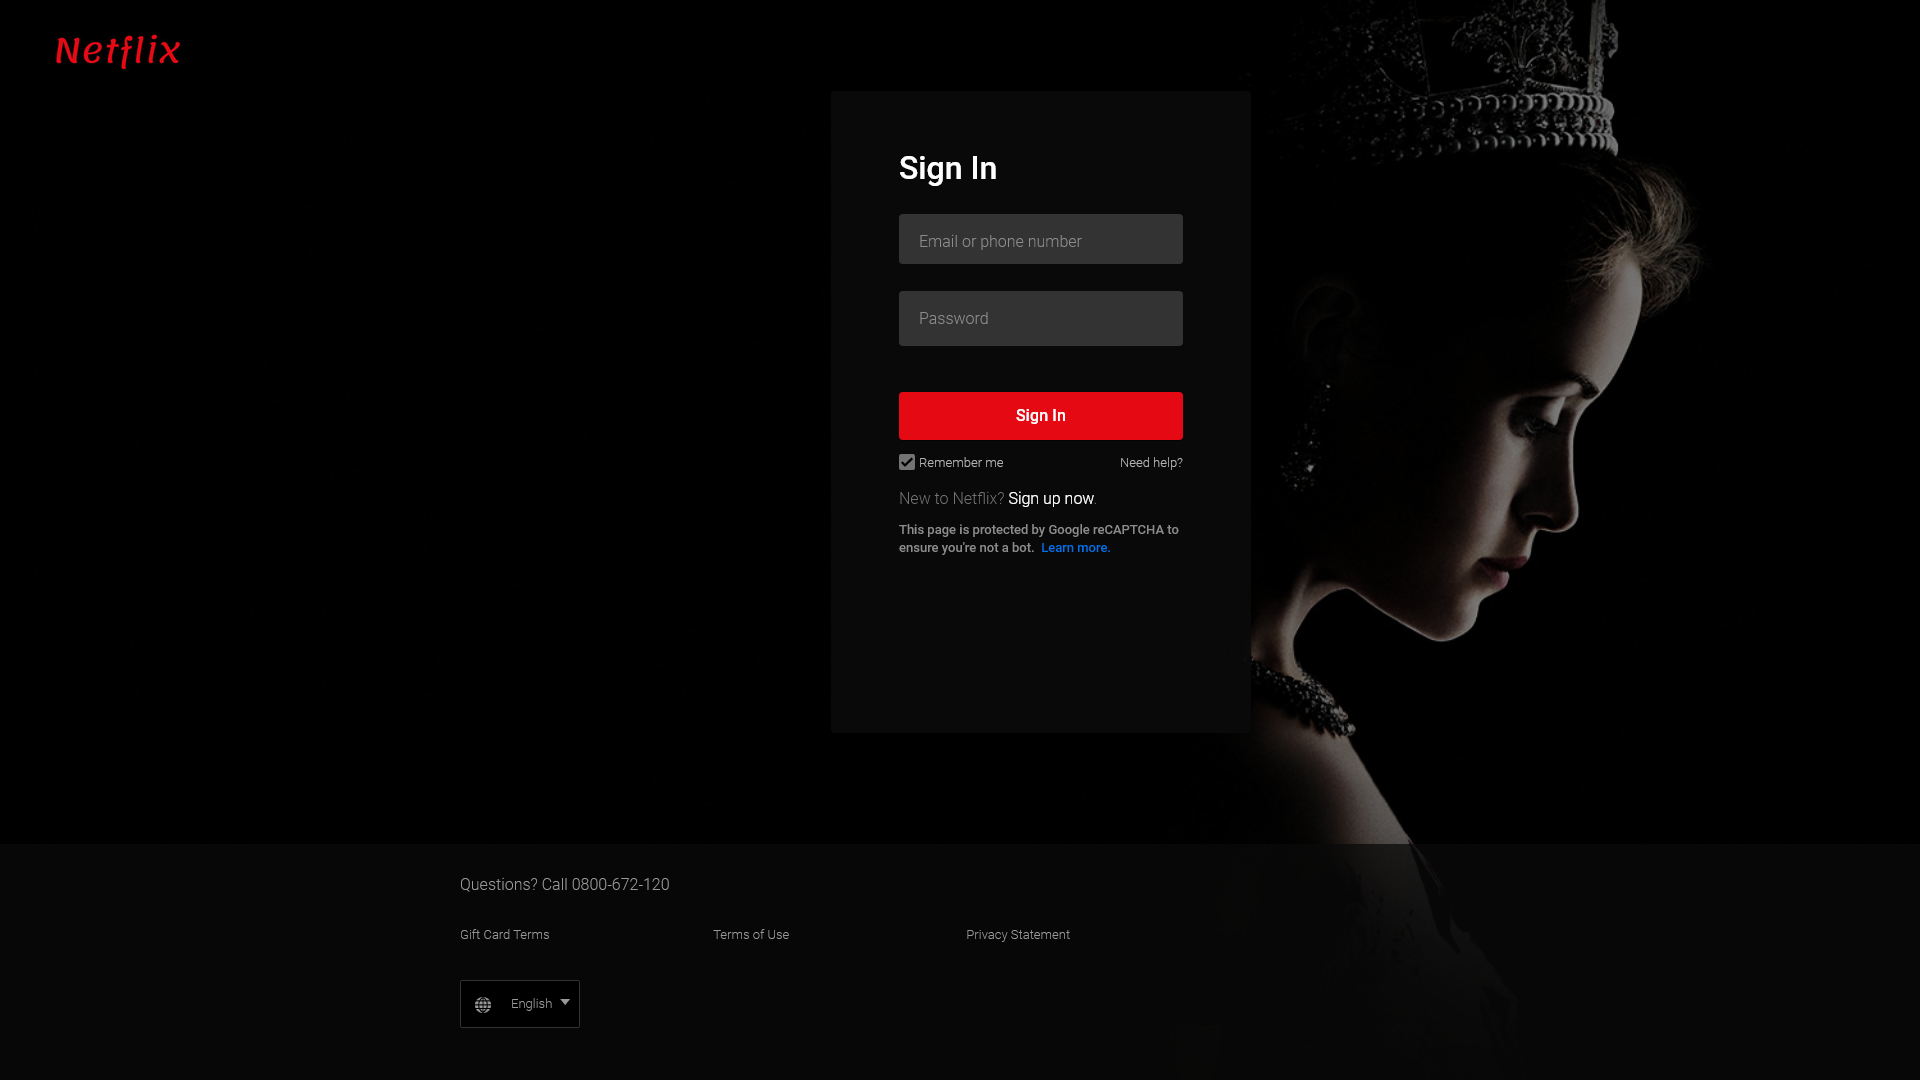 Netflix
Sign In
Email or phone number
Password
Sign In
Remember me
Need help?
New to Netflix? Sign up now.
This page is protected by Google reCAPTCHA to
ensure you're not a bot. Learn more.
Questions? Call 0800-672-120
Gift Card Terms
Terms of Use
Privacy Statement
English